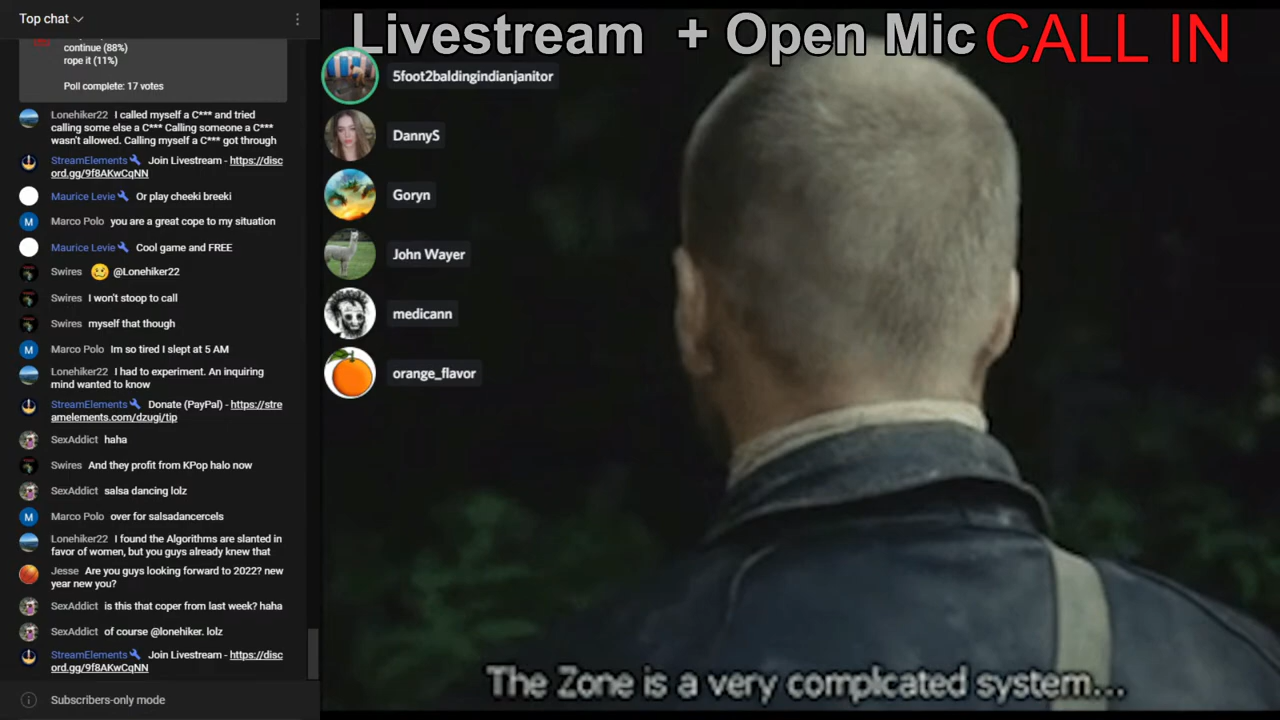 Top chat
continue (88%)
rope it (11%)
Poll complete: 17 votes
Lonehiker22 I called myself a C*** and tried
calling some else a C*** Calling someone a C***
wasn't allowed. Calling myself a C*** got through
StreamElements Join Livestream - https://disc
ord.gg/9f8AKwCqNN
Maurice Levie Or play cheeki breeki
M Marco Polo you are a great cope to my situation
Maurice Levie Cool game and FREE
Swires @Lonehiker22
Swires I won't stoop to call
Swires myself that though
M Marco Polo Im so tired I slept at 5 AM
Lonehiker22 I had to experiment. An inquiring
mind wanted to know
StreamElements Donate (PayPal) - https://stre
amelements.com/dzugi/tip
SexAddict haha
Swires And they profit from KPop halo now
SexAddict salsa dancing lolz
M Marco Polo over for salsadancercels
Lonehiker22 I found the Algorithms are slanted in
favor of women, but you guys already knew that
Jesse Are you guys looking forward to 2022? new
year new you?
SexAddict is this that coper from last week? haha
SexAddict of course @lonehiker. lolz
StreamElements Join Livestream - https://disc
ord.gg/9f8AKwCqNN
Subscribers-only mode
Livestream + Open Mic CALL IN
5foot2baldingindianjanitor
DannyS
Goryn
John Wayer
medicann
orange_flavor
The Zone is a very complcated system...